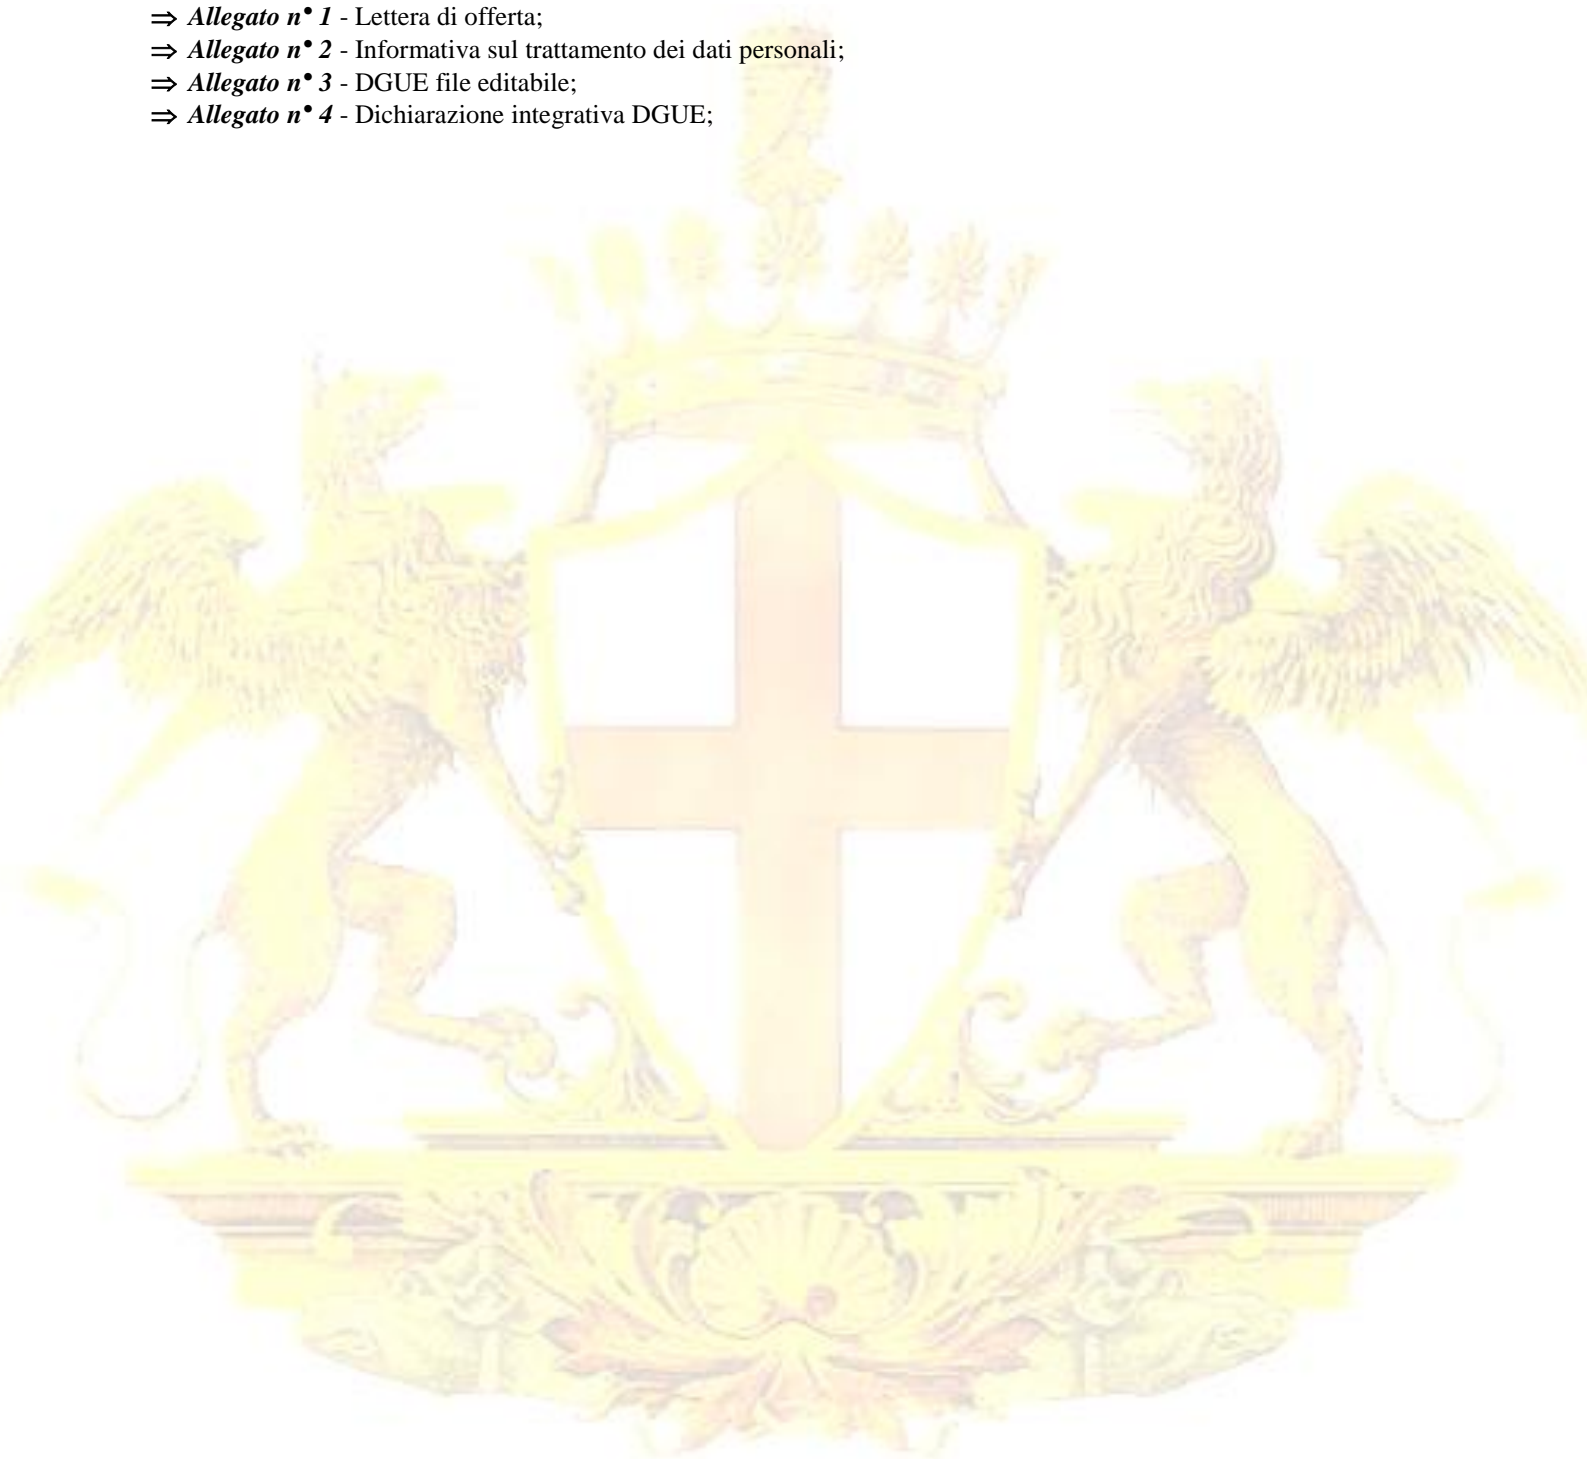 ⇒ Allegato n° 1 - Lettera di offerta;
⇒ Allegato n° 2 - Informativa sul trattamento dei dati personali;
⇒ Allegato n° 3 - DGUE file editabile;
⇒ Allegato n° 4 - Dichiarazione integrativa DGUE;